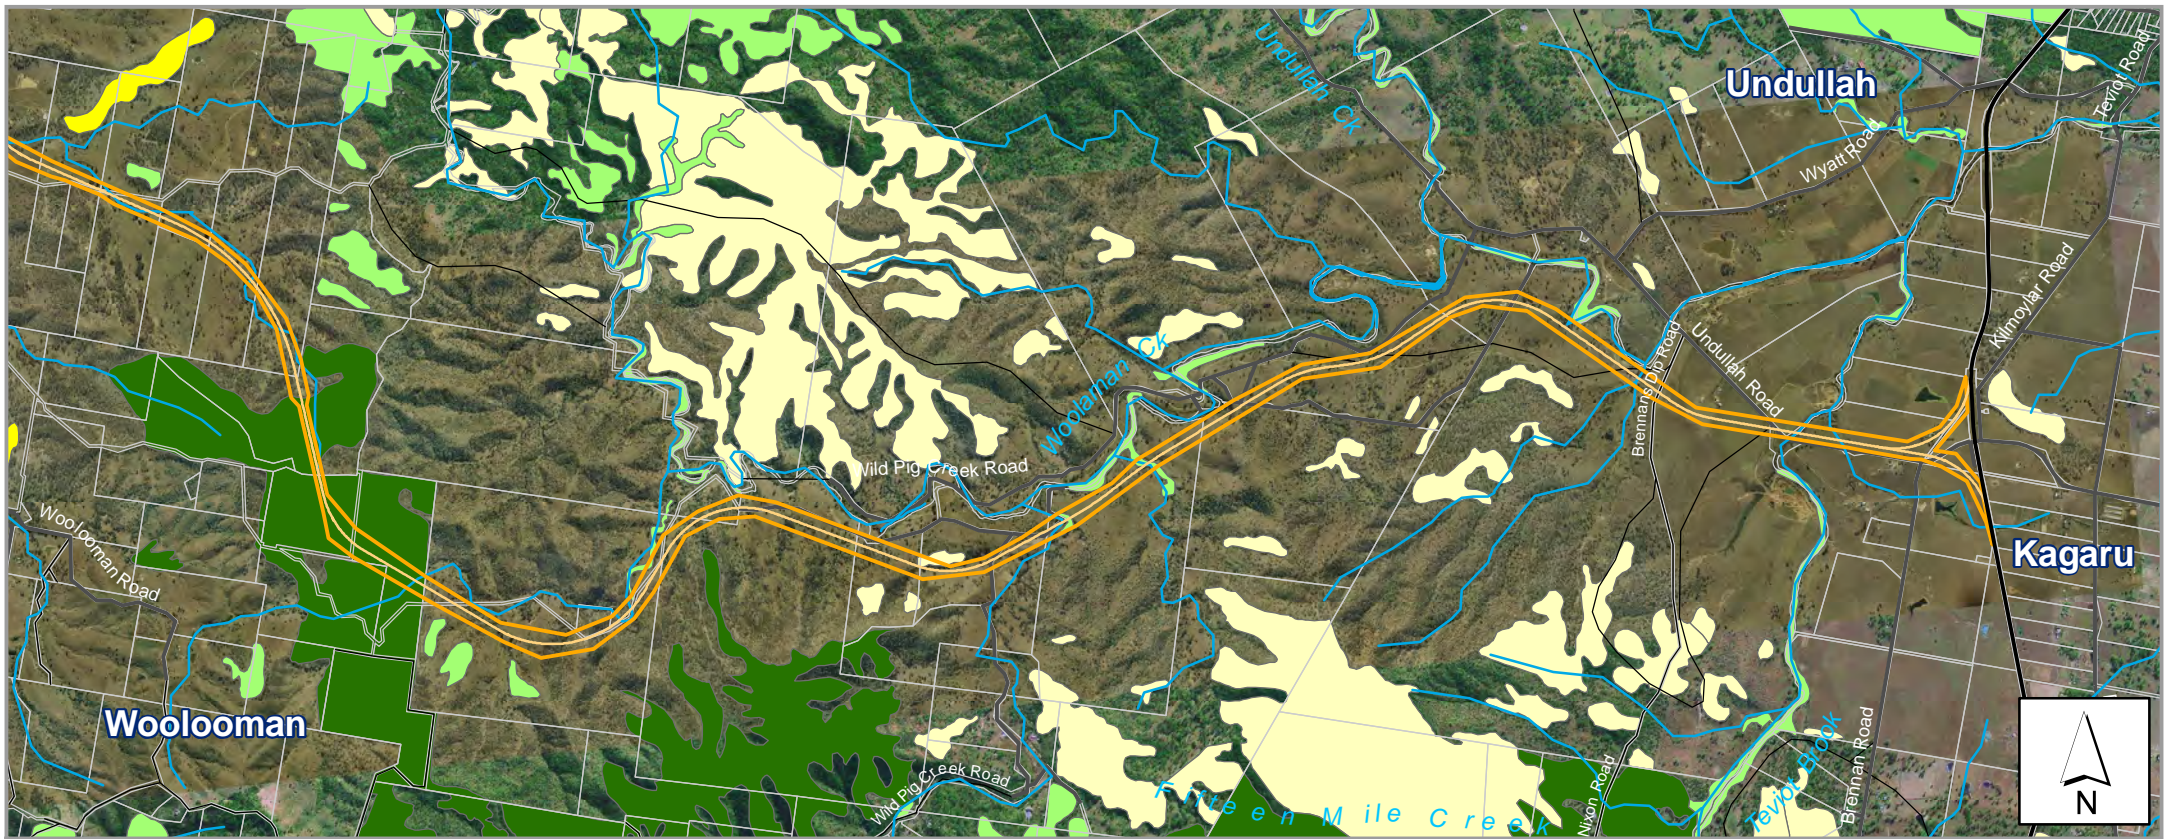 Undullah Ck
Undullah
Teviot Road
Wyatt Road
Kilmoylar Road
Woolaman Ck
Undullah Road
Brennans Dip Road
Wild Pig Creek Road
Woolooman Road
Kagaru
Woolooman
Wild Pig Creek Road
Fifteen Mile Creek
Nixon Road
Teviot Brook
Brennan Road
N